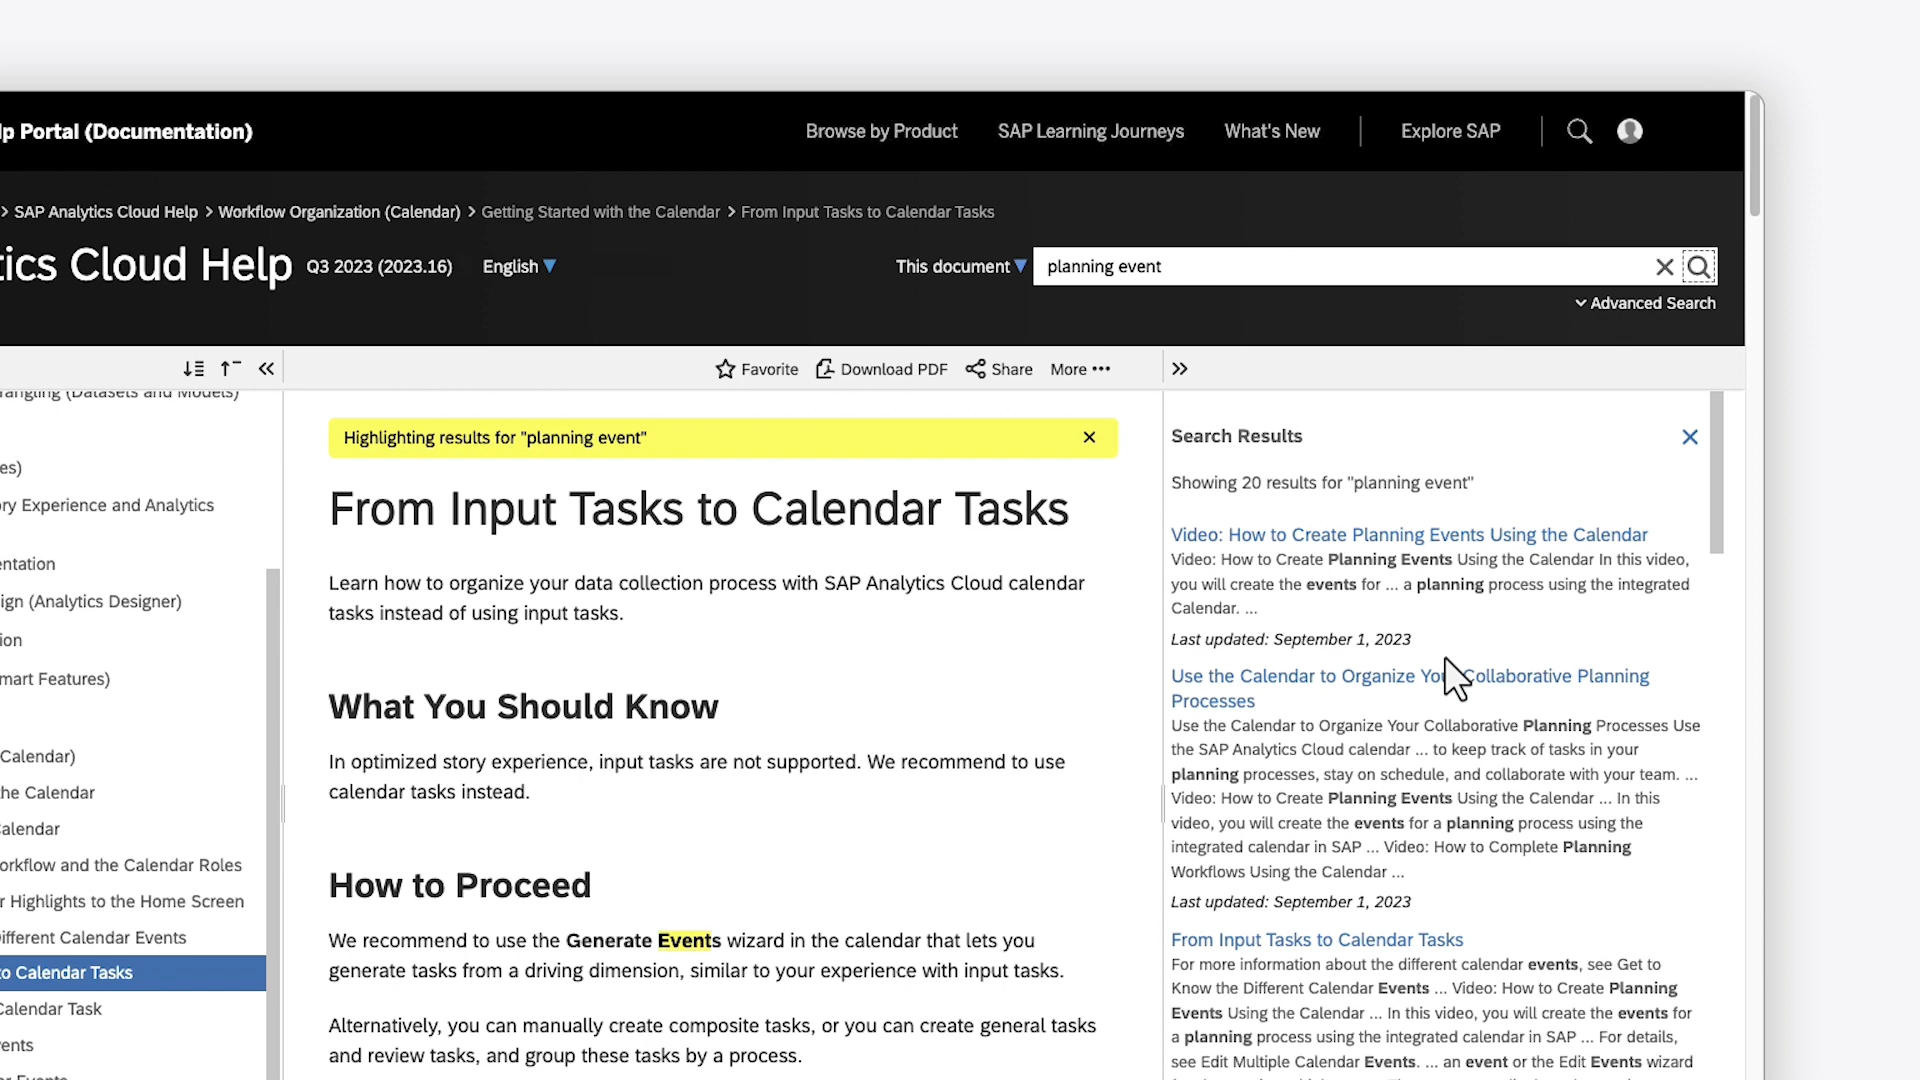 lp Portal (Documentation)
Browse by Product
SAP Learning Journeys
What's New
Explore SAP
> SAP Analytics Cloud Help > Workflow Organization (Calendar) > Getting Started with the Calendar > From Input Tasks to Calendar Tasks
tics Cloud Help Q3 2023 (2023.16) English
This document planning event
Advanced Search
Favorite Download PDF Share More •••
rangling (Datasets and Models)
es)
ory Experience and Analytics
entation
ign (Analytics Designer)
ion
mart Features)
Calendar)
he Calendar
Calendar
orkflow and the Calendar Roles
r Highlights to the Home Screen
ifferent Calendar Events
to Calendar Tasks
Calendar Task
ents
Highlighting results for "planning event"
From Input Tasks to Calendar Tasks
Learn how to organize your data collection process with SAP Analytics Cloud calendar
tasks instead of using input tasks.
What You Should Know
In optimized story experience, input tasks are not supported. We recommend to use
calendar tasks instead.
How to Proceed
We recommend to use the Generate Events wizard in the calendar that lets you
generate tasks from a driving dimension, similar to your experience with input tasks.
Alternatively, you can manually create composite tasks, or you can create general tasks
and review tasks, and group these tasks by a process.
Search Results
Showing 20 results for "planning event"
Video: How to Create Planning Events Using the Calendar
Video: How to Create Planning Events Using the Calendar In this video,
you will create the events for ... a planning process using the integrated
Calendar. ...
Last updated: September 1, 2023
Use the Calendar to Organize You Collaborative Planning
Processes
Use the Calendar to Organize Your Collaborative Planning Processes Use
the SAP Analytics Cloud calendar ... to keep track of tasks in your
planning processes, stay on schedule, and collaborate with your team. ...
Video: How to Create Planning Events Using the Calendar ... In this
video, you will create the events for a planning process using the
integrated calendar in SAP ... Video: How to Complete Planning
Workflows Using the Calendar ...
Last updated: September 1, 2023
From Input Tasks to Calendar Tasks
For more information about the different calendar events, see Get to
Know the Different Calendar Events ... Video: How to Create Planning
Events Using the Calendar ... In this video, you will create the events for
a planning process using the integrated calendar in SAP ... For details,
see Edit Multiple Calendar Events. ... an event or the Edit Events wizard